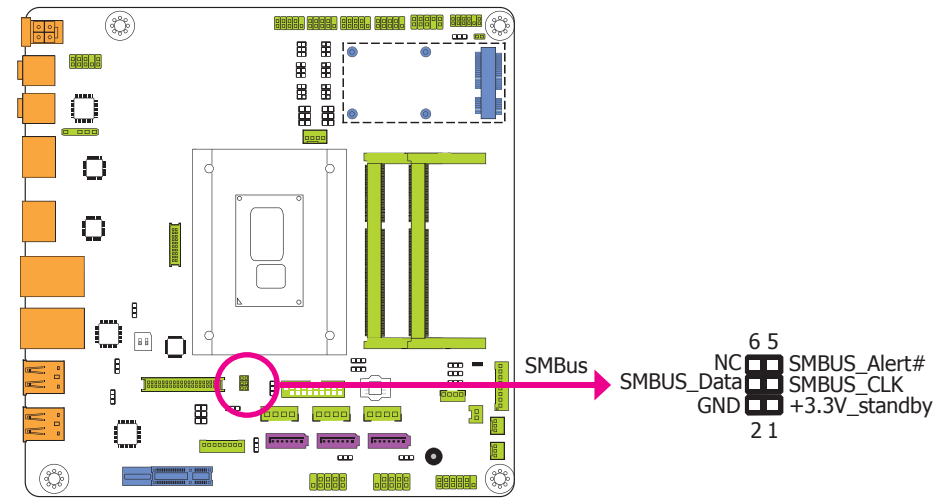 SMBus
6 5
NC SMBUS_Alert#
SMBUS_Data SMBUS_CLK
GND +3.3V_standby
2 1